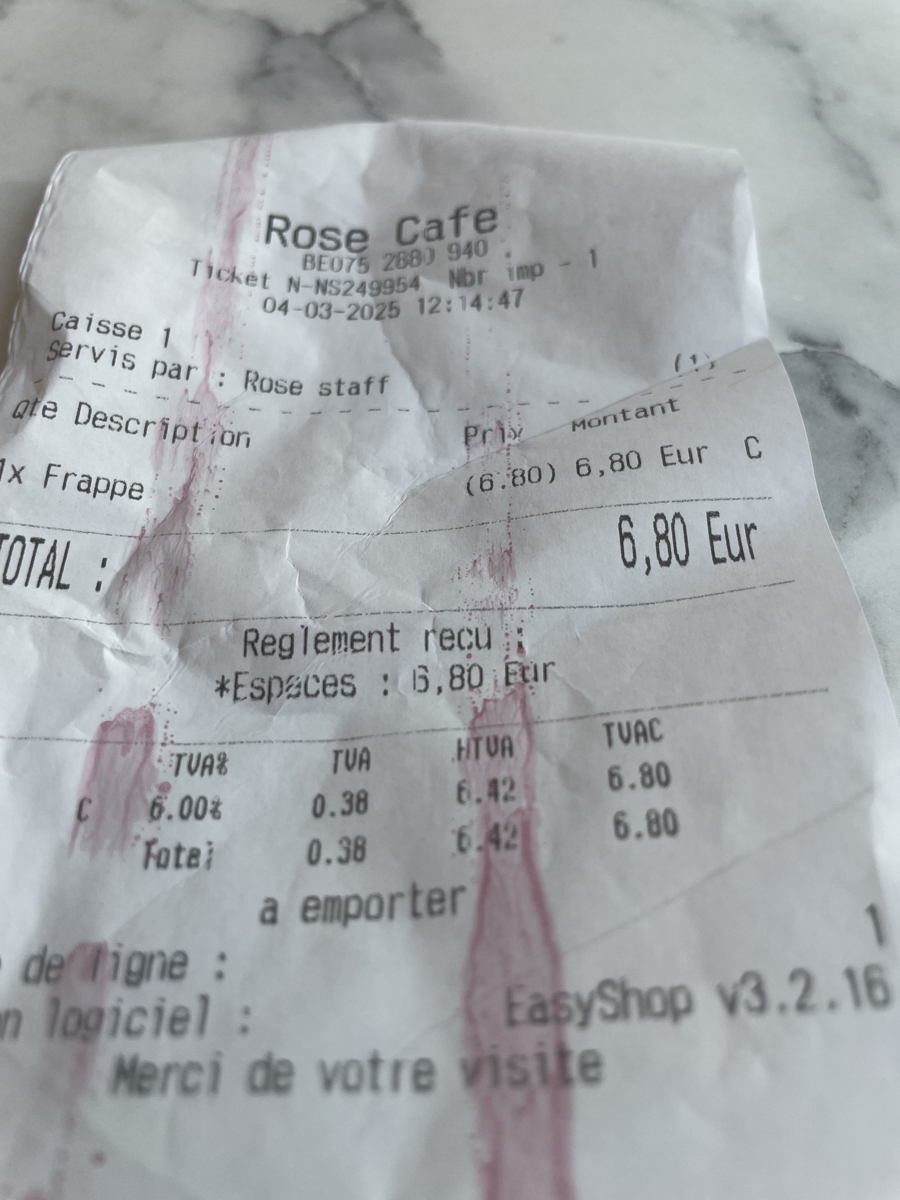 Rose Cafe
BE075 940
Ticket N-NS249954 Nbr imp - 1
04-03-2025 12:14:47
Caisse 1
Servis par : Rose staff (1)
Qte Description Prix Montant
1x Frappe (6.80) 6,80 Eur C
TOTAL : 6,80 Eur
Reglement recu :
*Espaces : 6,80 Eur
TVA% TVA HTVA TVAC
C 6.00% 0.38 6.42 6.80
Total 0.38 6.42 6.80
a emporter
de ligne : 1
logiciel : EasyShop v3.2.16
Merci de votre visite